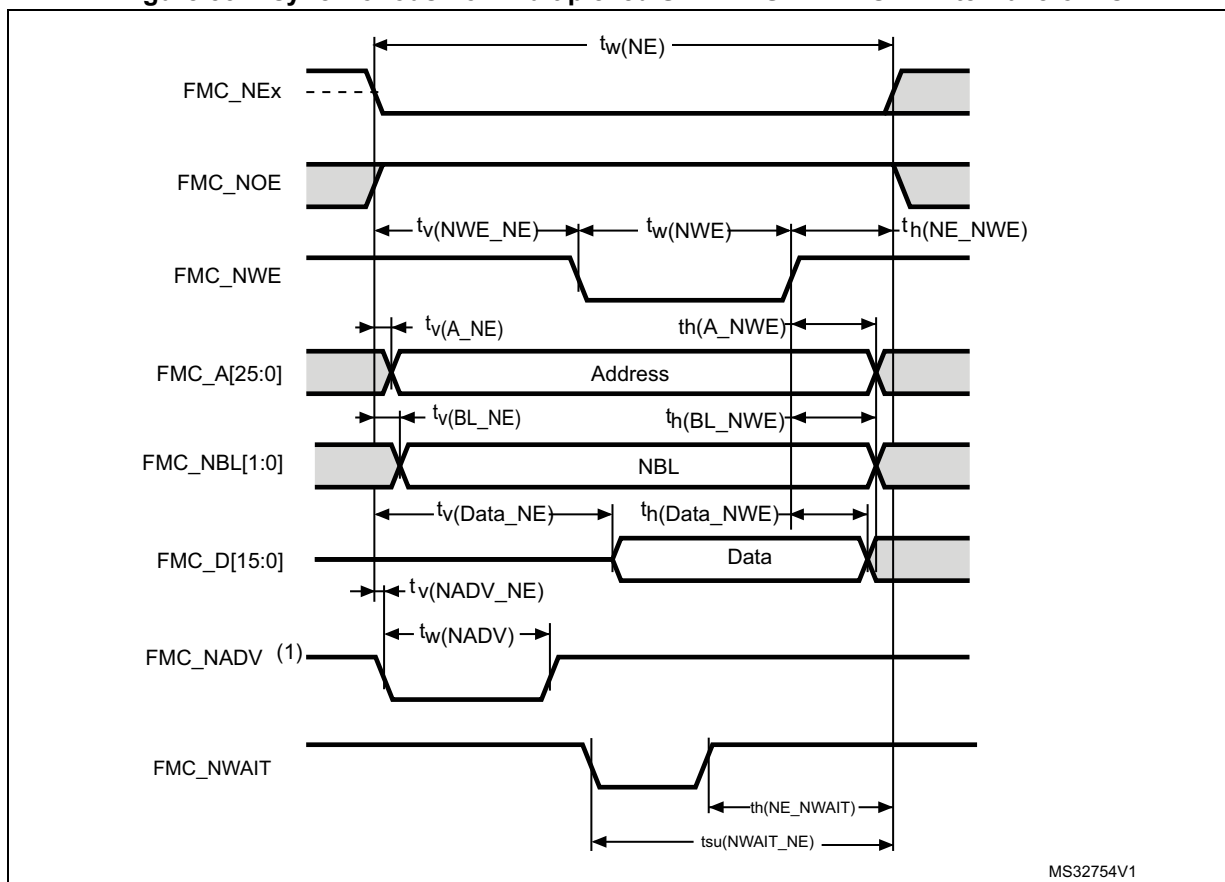 tw(NE)
FMC_NEx
FMC_NOE
tv(NWE_NE) tw(NWE) th(NE_NWE)
FMC_NWE
tv(A_NE) th(A_NWE)
FMC_A[25:0] Address
tv(BL_NE) th(BL_NWE)
FMC_NBL[1:0] NBL
tv(Data_NE) th(Data_NWE)
FMC_D[15:0] Data
tv(NADV_NE)
tw(NADV)
FMC_NADV (1)
FMC_NWAIT
th(NE_NWAIT)
tsu(NWAIT_NE)
MS32754V1